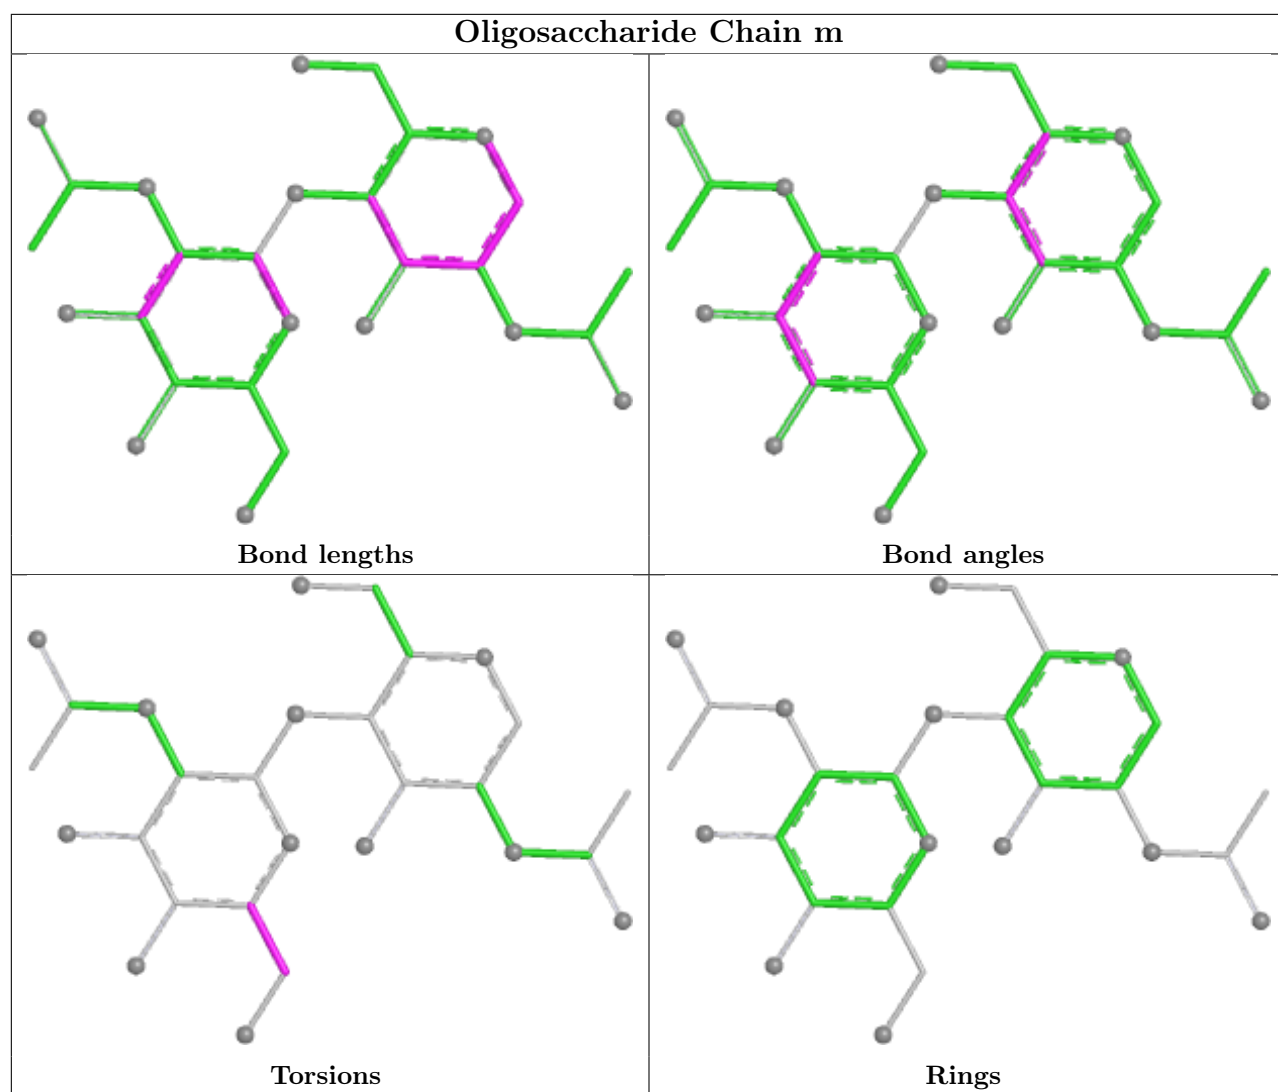 Oligosaccharide Chain m
Bond lengths
Bond angles
Torsions
Rings